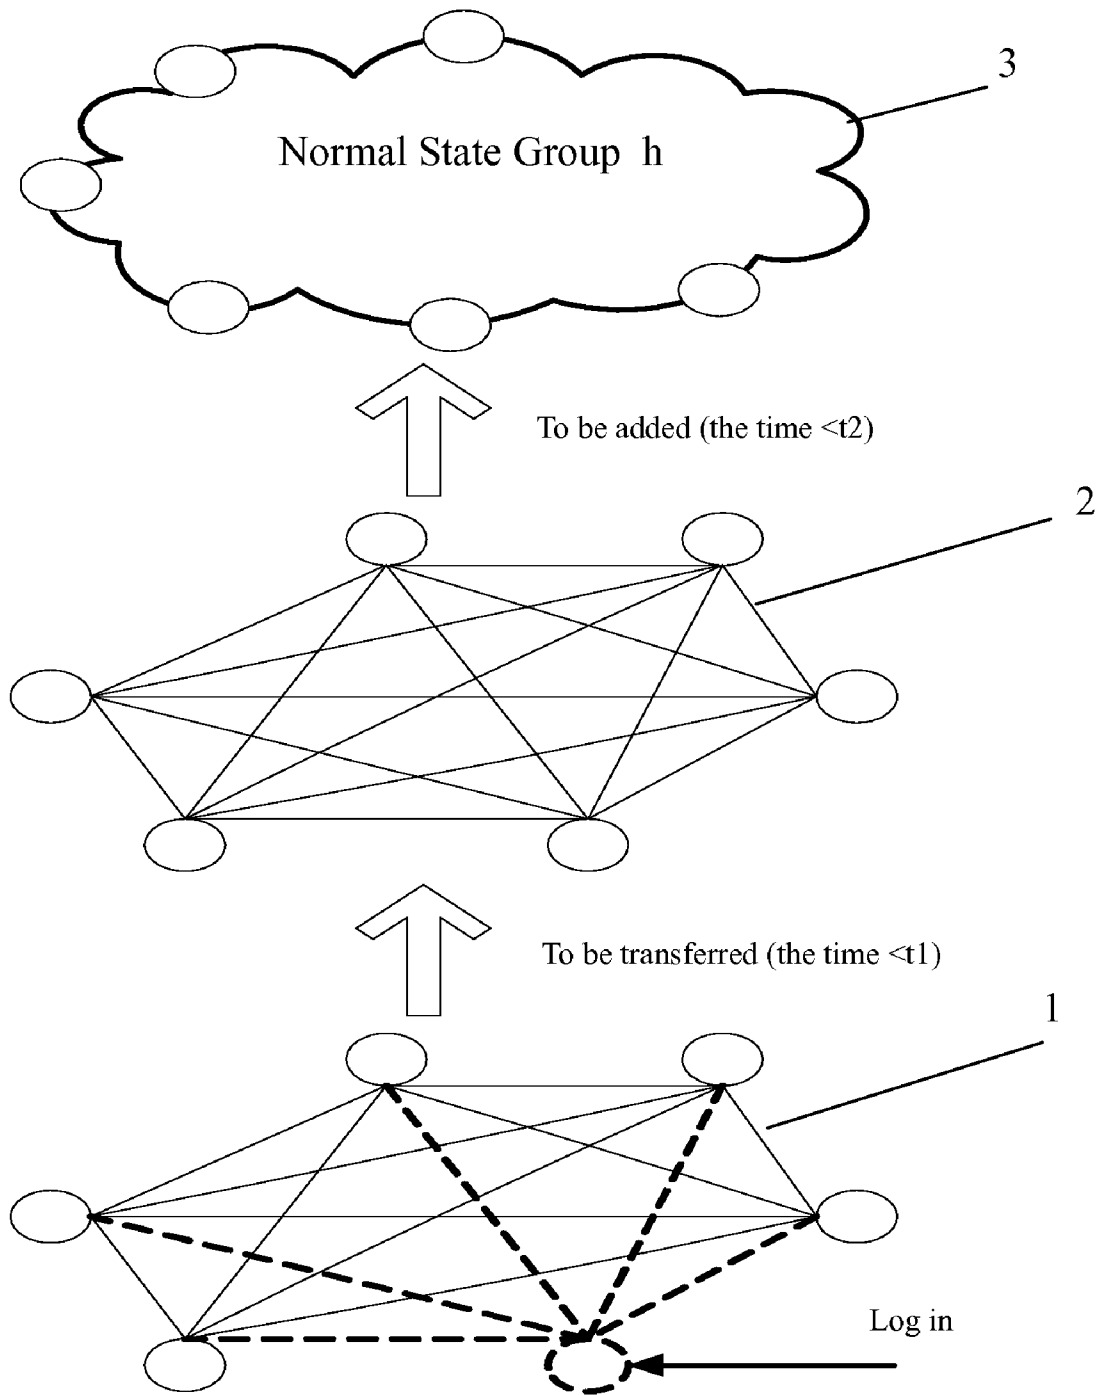 3
Normal State Group h
To be added (the time <t2)
2
To be transferred (the time <t1)
1
Log in